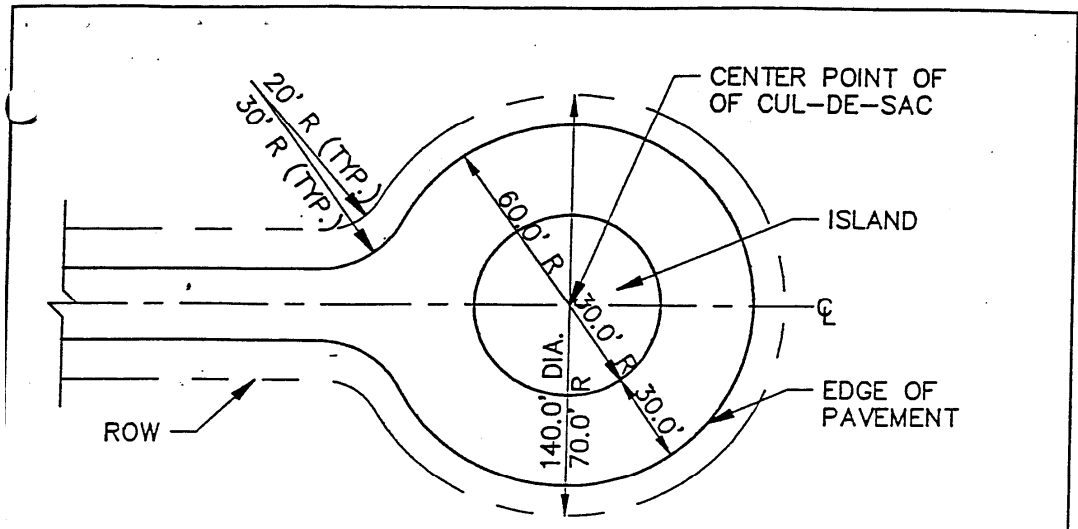 20' R (TYP.)
30' R (TYP.)
CENTER POINT OF
OF CUL-DE-SAC
60.0' R
ISLAND
30.0' R
30.0'
℄
140.0' DIA.
70.0' R
EDGE OF
PAVEMENT
ROW